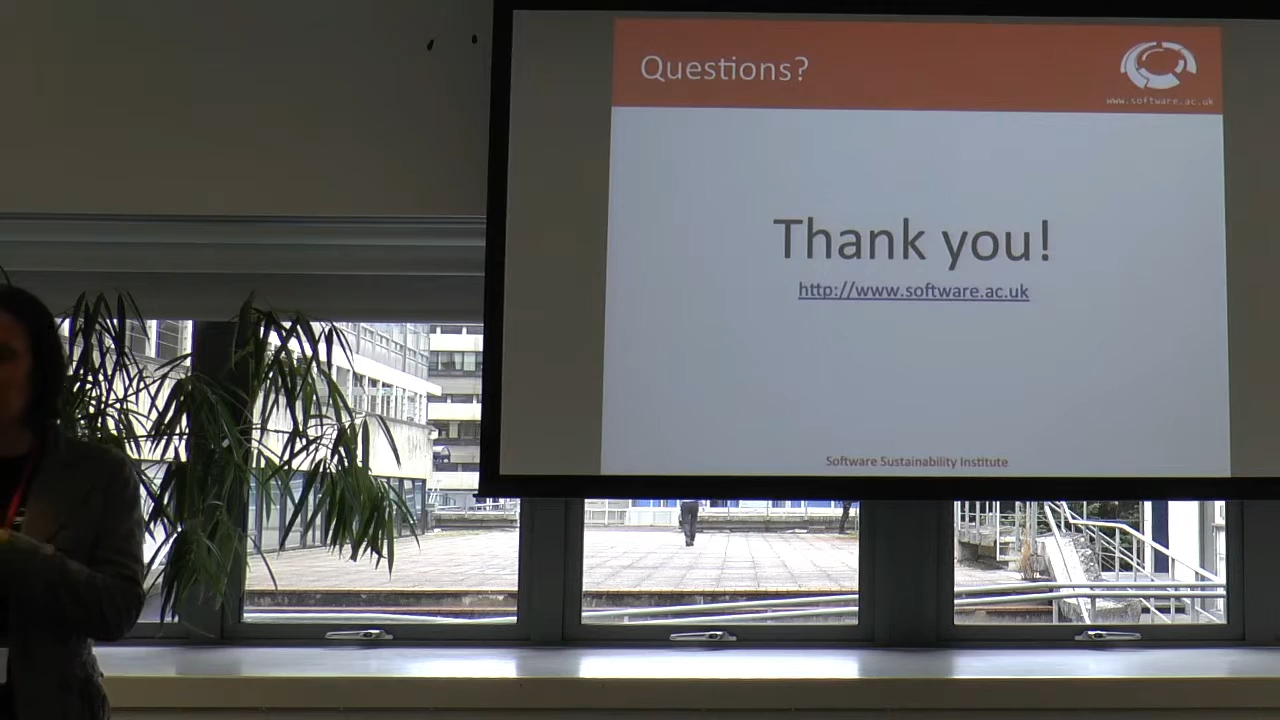 Questions?
www.software.ac.uk
Thank you!
http://www.software.ac.uk
Software Sustainability Institute